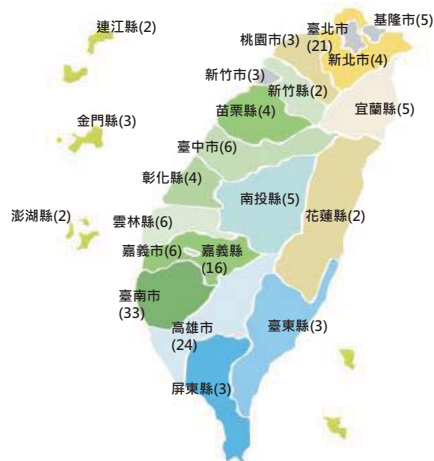 連江縣(2)
基隆市(5)
臺北市
(21)
桃園市(3)
新北市(4)
新竹市(3)
新竹縣(2)
宜蘭縣(5)
苗栗縣(4)
金門縣(3)
臺中市(6)
彰化縣(4)
南投縣(5)
澎湖縣(2)
花蓮縣(2)
雲林縣(6)
嘉義市(6)
嘉義縣
(16)
臺南市
(33)
高雄市
(24)
臺東縣(3)
屏東縣(3)